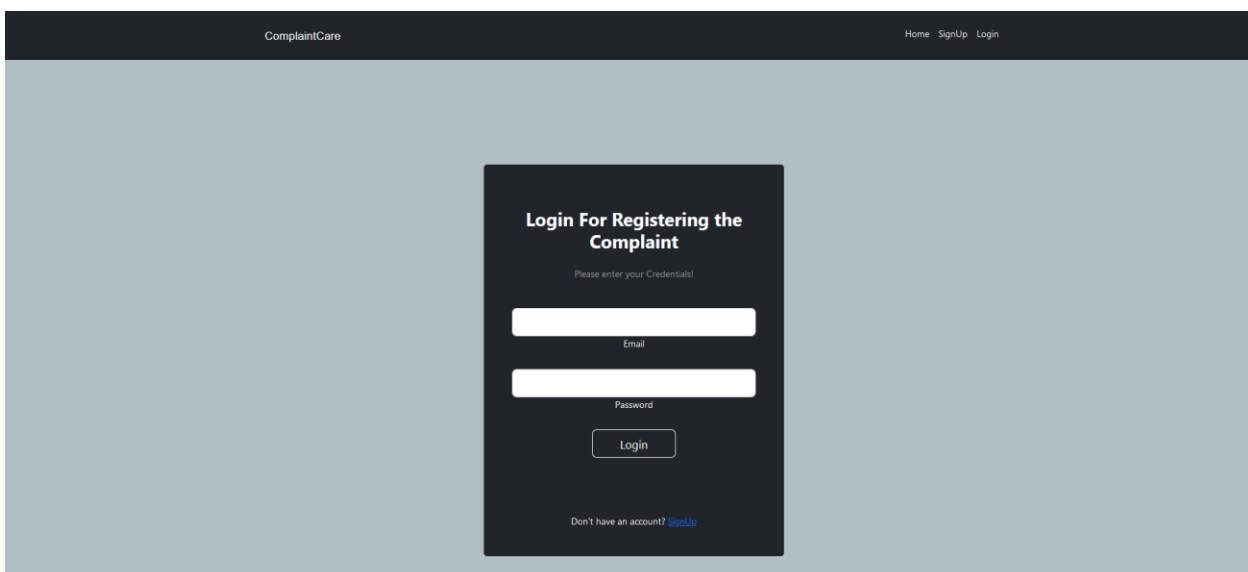 ComplaintCare
Home SignUp Login
Login For Registering the
Complaint
Please enter your Credentials!
Email
Password
Login
Don't have an account? SignUp